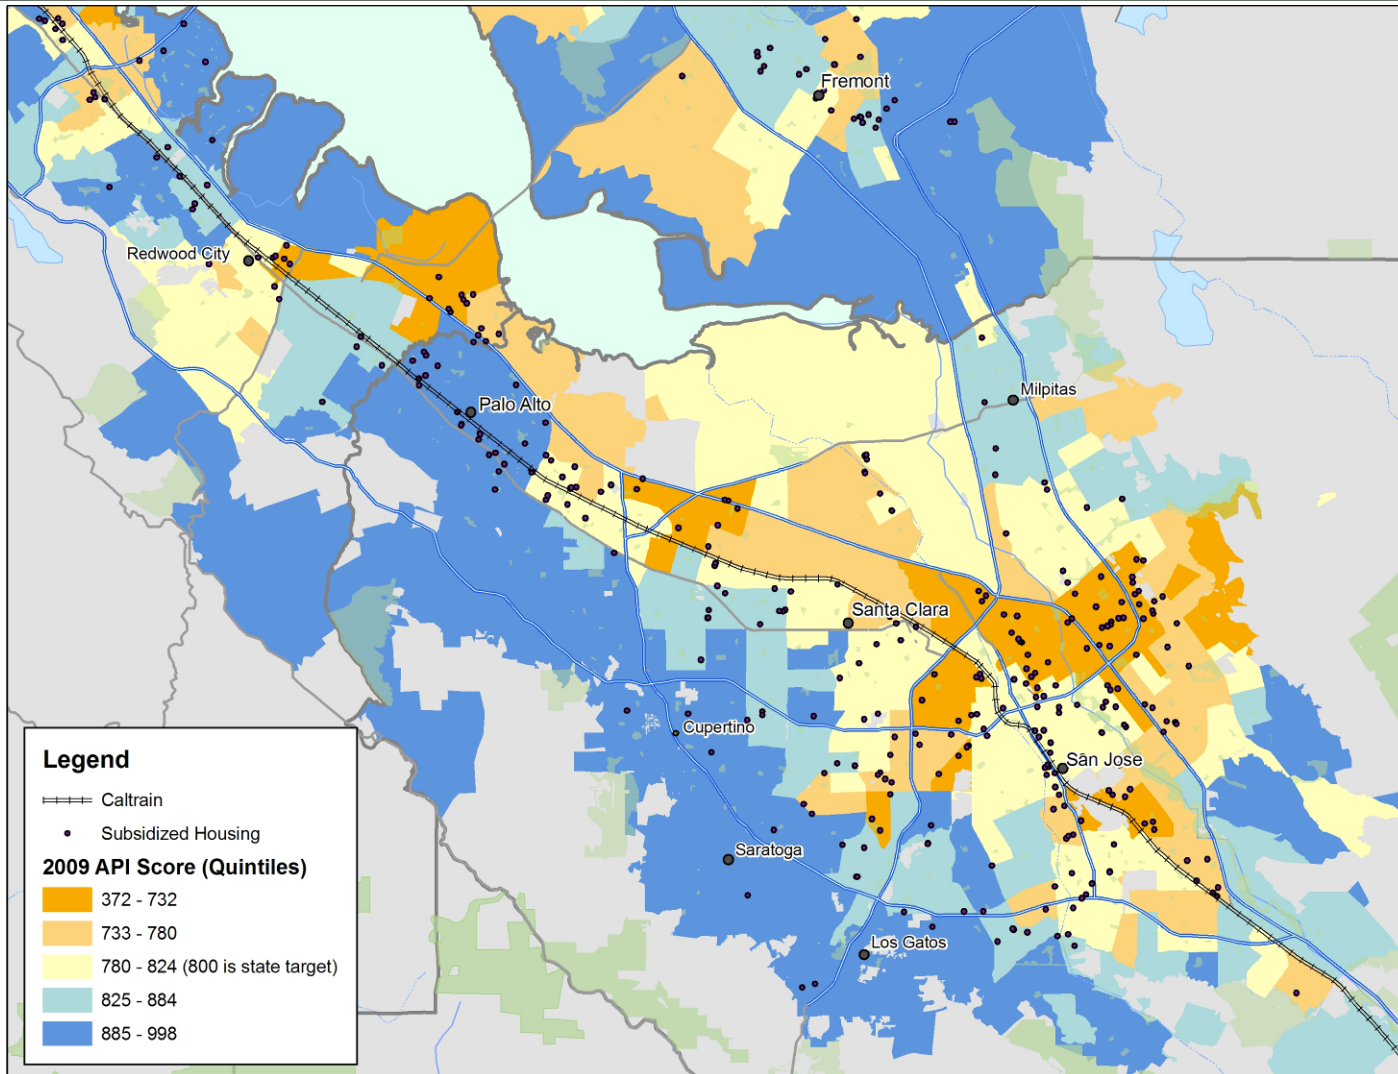 Fremont
Redwood City
Palo Alto
Milpitas
Santa Clara
Cupertino
San Jose
Saratoga
Los Gatos
Legend
Caltrain
Subsidized Housing
2009 API Score (Quintiles)
372 - 732
733 - 780
780 - 824 (800 is state target)
825 - 884
885 - 998